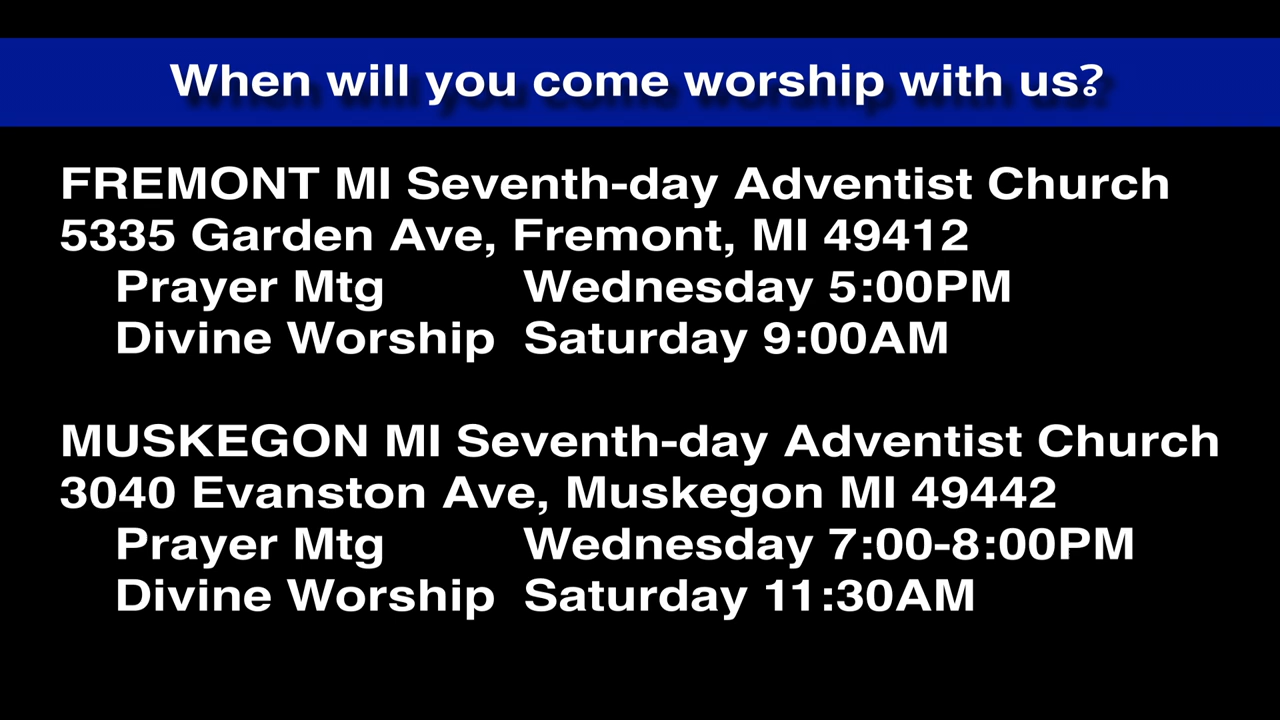 When will you come worship with us?
FREMONT MI Seventh-day Adventist Church
5335 Garden Ave, Fremont, MI 49412
Prayer Mtg Wednesday 5:00PM
Divine Worship Saturday 9:00AM
MUSKEGON MI Seventh-day Adventist Church
3040 Evanston Ave, Muskegon MI 49442
Prayer Mtg Wednesday 7:00-8:00PM
Divine Worship Saturday 11:30AM